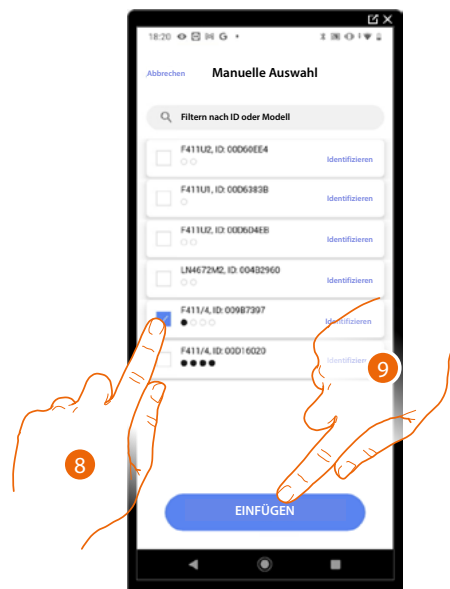 18:20
Abbrechen Manuelle Auswahl
Filtern nach ID oder Modell
F411U2, ID: 00D60EE4
Identifizieren
F411U1, ID: 00D6383B
Identifizieren
F411U2, ID: 00D604EB
Identifizieren
LN4672M2, ID: 004B2960
Identifizieren
F411/4, ID: 009B7397
Identifizieren
F411/4, ID: 00D16020
Identifizieren
9
8
EINFÜGEN